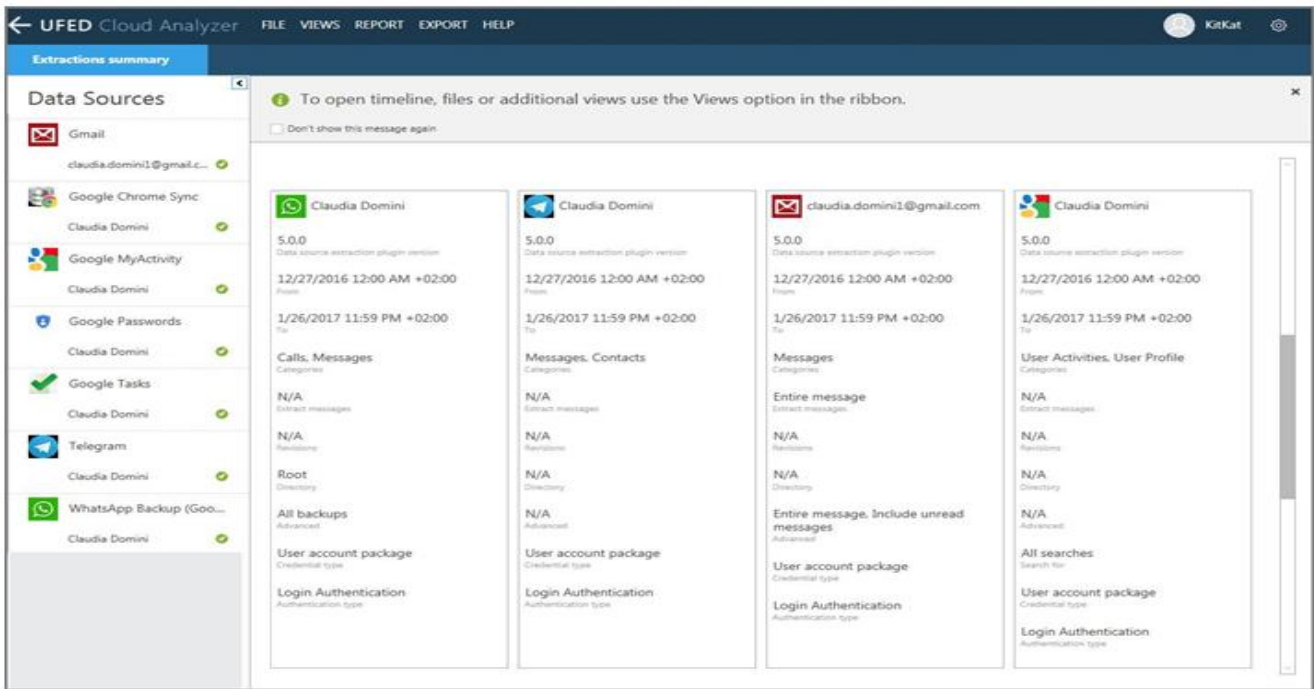 UFED Cloud Analyzer FILE VIEWS REPORT EXPORT HELP KitKat
Extractions summary
Data Sources
Gmail
claudia.domini1@gmail.c...
Google Chrome Sync
Claudia Domini
Google MyActivity
Claudia Domini
Google Passwords
Claudia Domini
Google Tasks
Claudia Domini
Telegram
Claudia Domini
WhatsApp Backup (Goo...
Claudia Domini
To open timeline, files or additional views use the Views option in the ribbon.
Don't show this message again
Claudia Domini
5.0.0
Data source extraction plugin version
12/27/2016 12:00 AM +02:00
From
1/26/2017 11:59 PM +02:00
To
Calls, Messages
Categories
N/A
Extract messages
N/A
Revisions
Root
Directory
All backups
Advanced
User account package
Credential type
Login Authentication
Authentication type
Claudia Domini
5.0.0
Data source extraction plugin version
12/27/2016 12:00 AM +02:00
From
1/26/2017 11:59 PM +02:00
To
Messages, Contacts
Categories
N/A
Extract messages
N/A
Revisions
N/A
Directory
N/A
Advanced
User account package
Credential type
Login Authentication
Authentication type
claudia.domini1@gmail.com
5.0.0
Data source extraction plugin version
12/27/2016 12:00 AM +02:00
From
1/26/2017 11:59 PM +02:00
To
Messages
Categories
Entire message
Extract messages
N/A
Revisions
N/A
Directory
Entire message, Include unread
messages
Advanced
User account package
Credential type
Login Authentication
Authentication type
Claudia Domini
5.0.0
Data source extraction plugin version
12/27/2016 12:00 AM +02:00
From
1/26/2017 11:59 PM +02:00
To
User Activities, User Profile
Categories
N/A
Extract messages
N/A
Revisions
N/A
Directory
N/A
Advanced
All searches
Search for
User account package
Credential type
Login Authentication
Authentication type